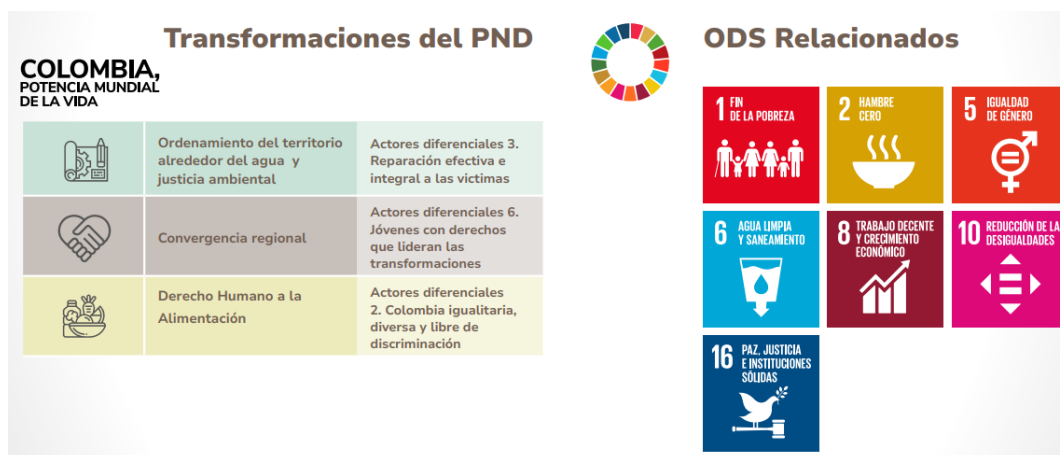 Transformaciones del PND
COLOMBIA,
POTENCIA MUNDIAL
DE LA VIDA
Ordenamiento del territorio
alrededor del agua y
justicia ambiental
Actores diferenciales 3.
Reparación efectiva e
integral a las victimas
Convergencia regional
Actores diferenciales 6.
Jóvenes con derechos
que lideran las
transformaciones
Derecho Humano a la
Alimentación
Actores diferenciales
2. Colombia igualitaria,
diversa y libre de
discriminación
ODS Relacionados
1 FIN
DE LA POBREZA
2 HAMBRE
CERO
5 IGUALDAD
DE GÉNERO
6 AGUA LIMPIA
Y SANEAMIENTO
8 TRABAJO DECENTE
Y CRECIMIENTO
ECONÓMICO
10 REDUCCIÓN DE LA
DESIGUALDADES
16 PAZ, JUSTICIA
E INSTITUCIONES
SÓLIDAS